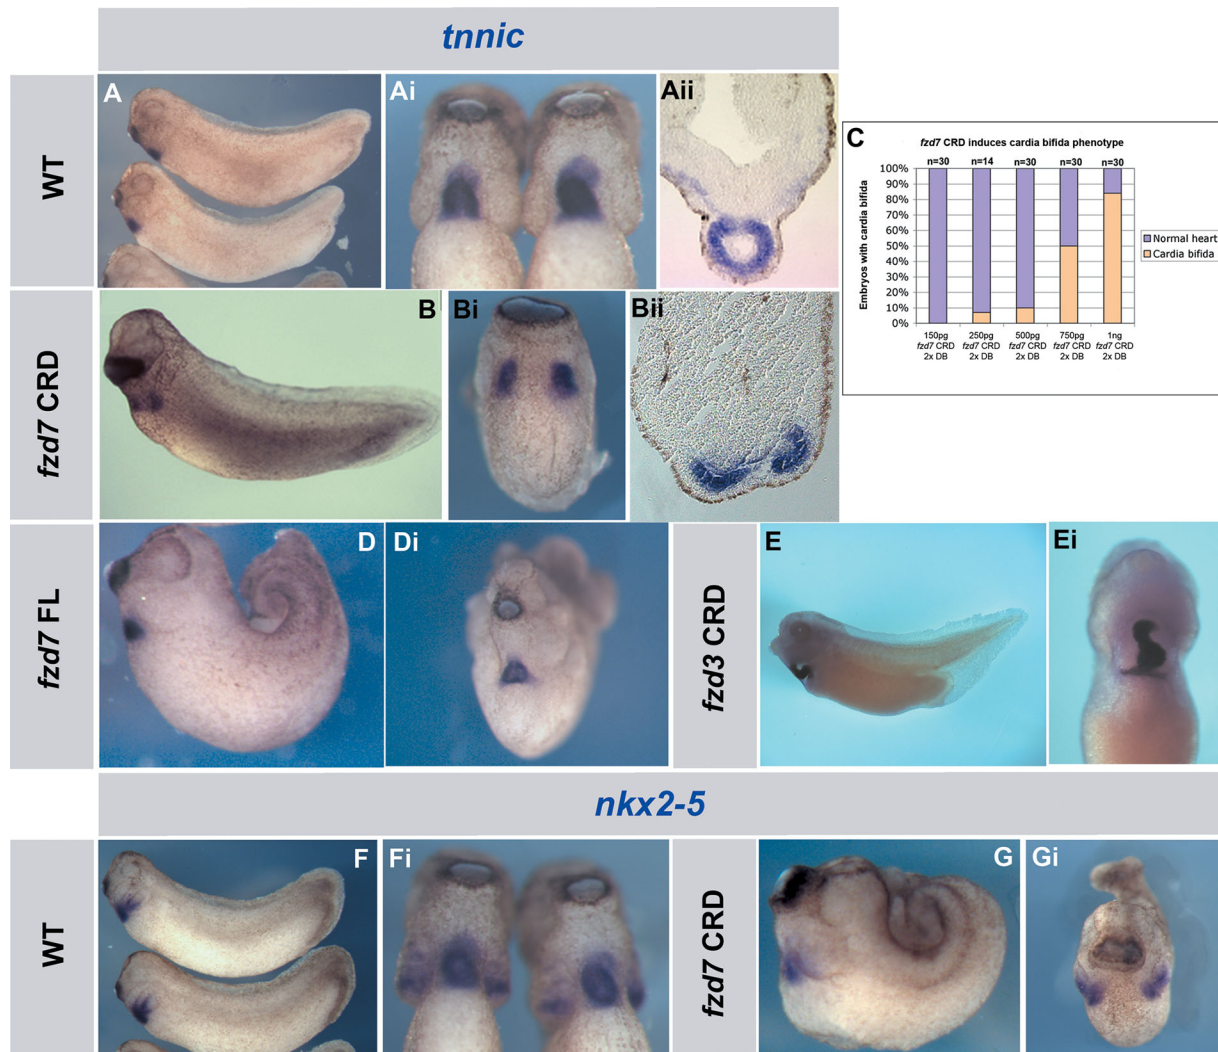 tnnic
WT
A
Ai
Aii
C
fzd7 CRD induces cardia bifida phenotype
n=30 n=14 n=30 n=30 n=30
100%
90%
80%
70%
60%
50%
40%
30%
20%
10%
0%
Embryos with cardia bifida
Normal heart
Cardia bifida
150pg 250pg 500pg 750pg 1ng
fzd7 CRD fzd7 CRD fzd7 CRD fzd7 CRD fzd7 CRD
2x DB 2x DB 2x DB 2x DB 2x DB
fzd7 CRD
B
Bi
Bii
fzd7 FL
D
Di
fzd3 CRD
E
Ei
nkx2-5
WT
F
Fi
fzd7 CRD
G
Gi